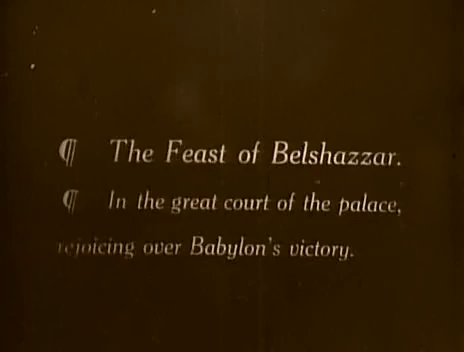 ¶ The Feast of Belshazzar.
¶ In the great court of the palace,
rejoicing over Babylon's victory.